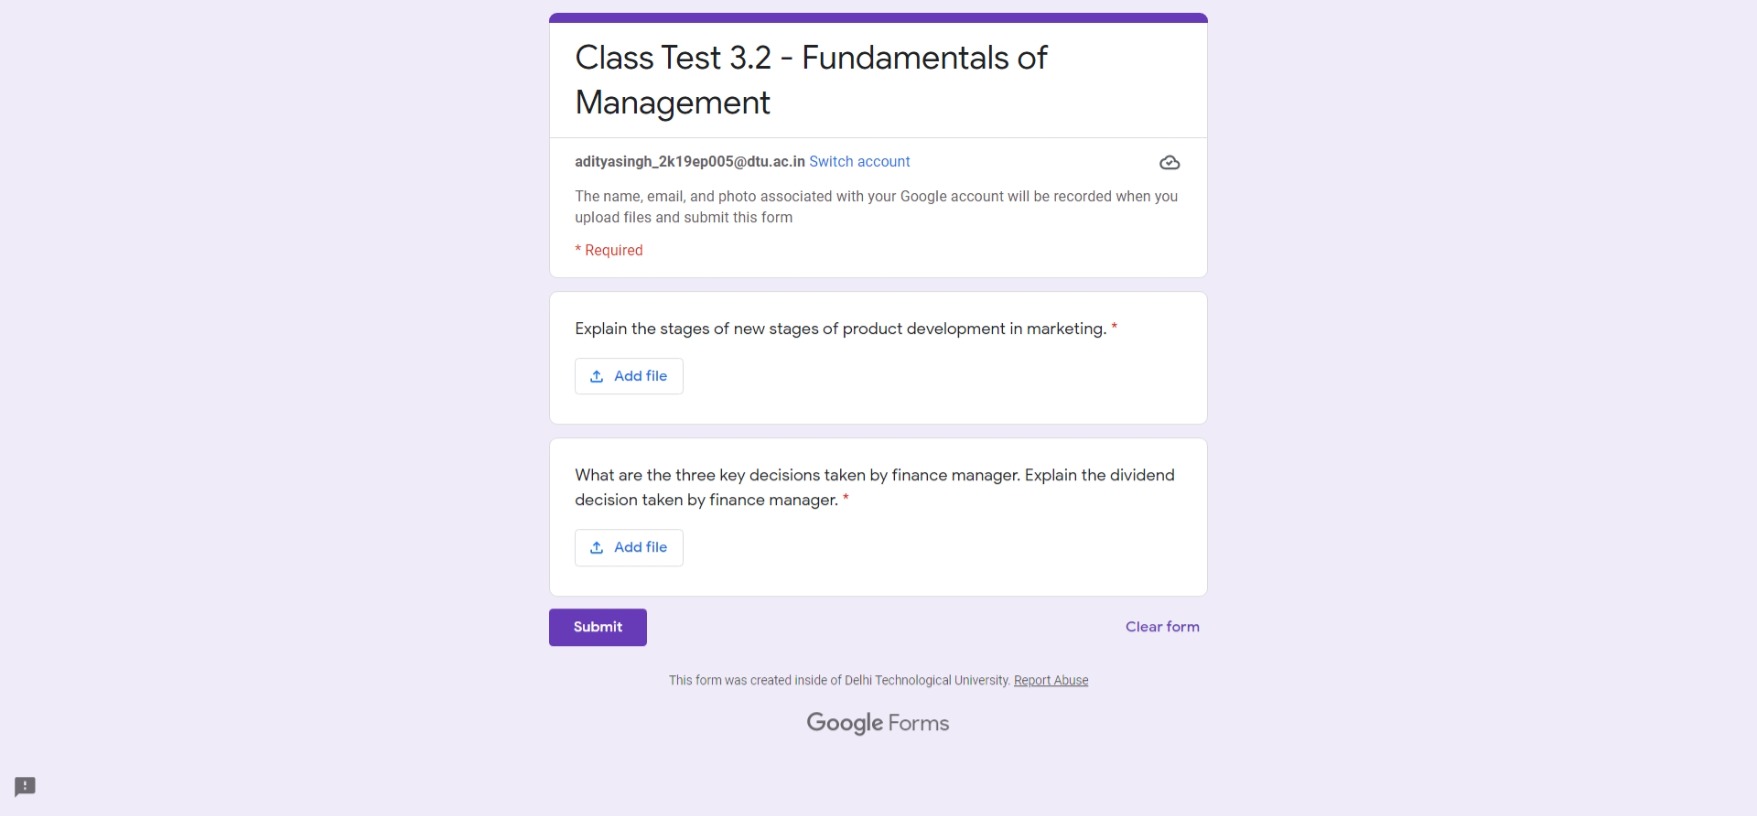 Class Test 3.2 - Fundamentals of
Management
adityasingh_2k19ep005@dtu.ac.in Switch account
The name, email, and photo associated with your Google account will be recorded when you
upload files and submit this form
* Required
Explain the stages of new stages of product development in marketing. *
Add file
What are the three key decisions taken by finance manager. Explain the dividend
decision taken by finance manager. *
Add file
Submit
Clear form
This form was created inside of Delhi Technological University. Report Abuse
Google Forms